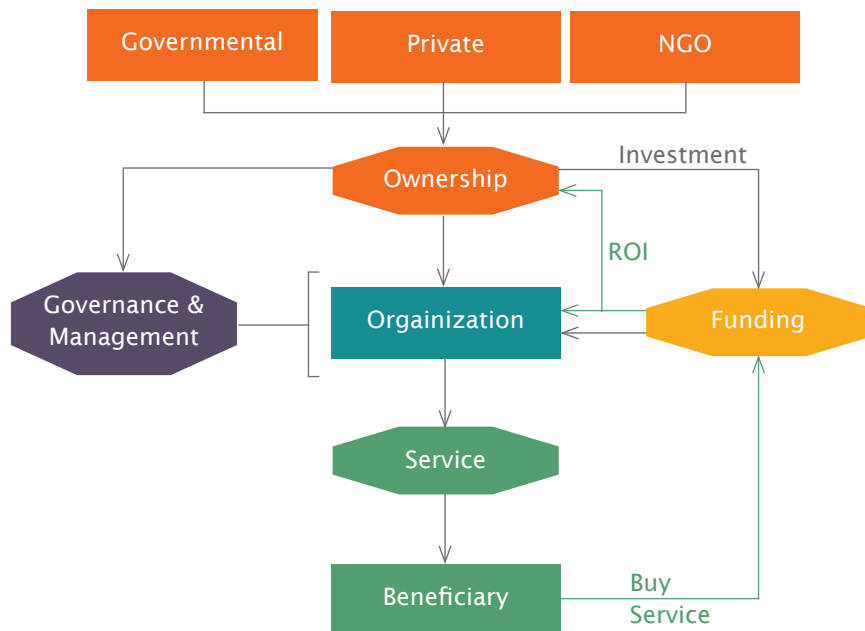 Governmental
Private
NGO
Ownership
Investment
ROI
Governance &
Management
Orgainization
Funding
Service
Beneficiary
Buy
Service